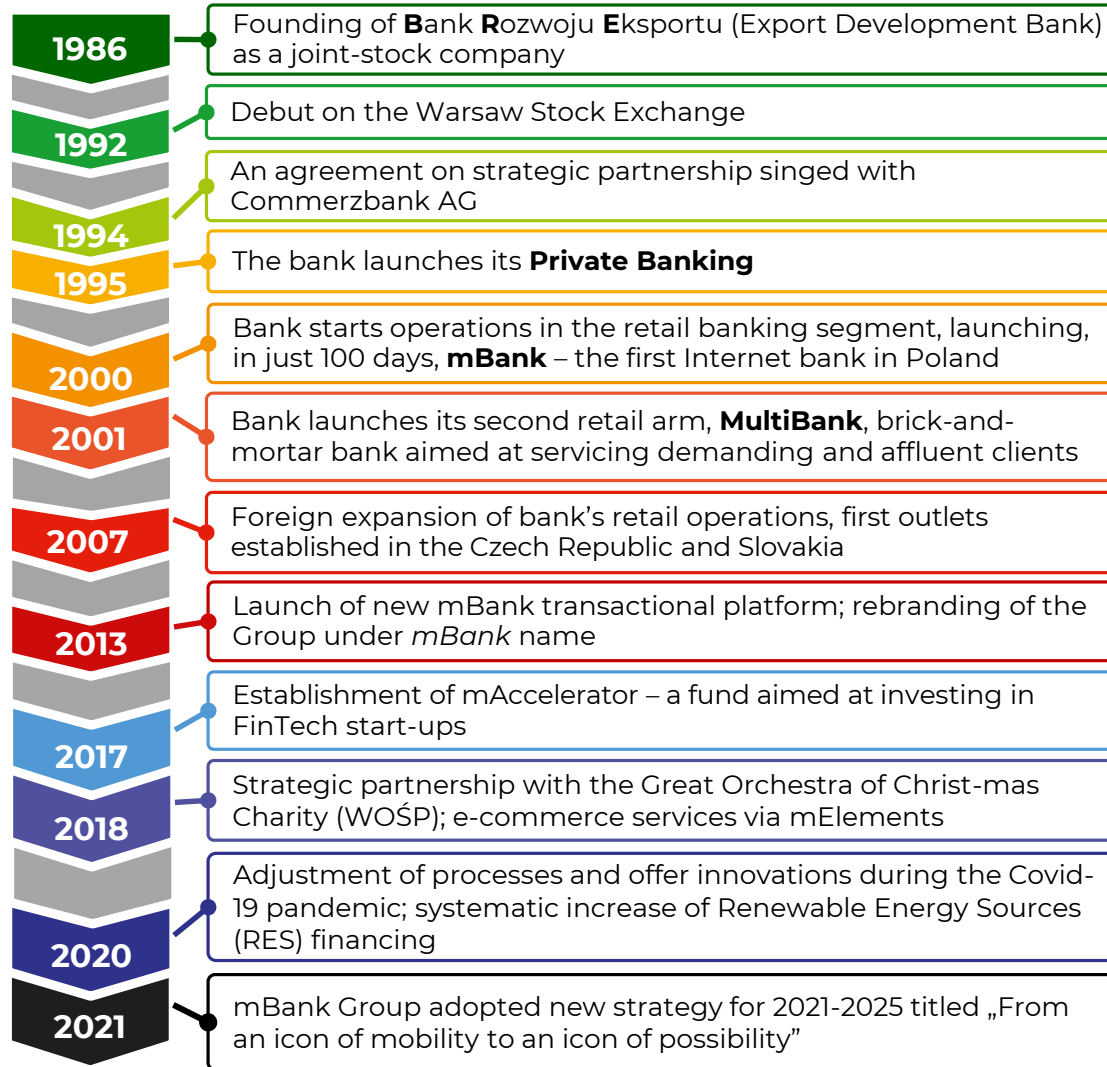 1986
Founding of Bank Rozwoju Eksportu (Export Development Bank)
as a joint-stock company
1992
Debut on the Warsaw Stock Exchange
1994
An agreement on strategic partnership singed with
Commerzbank AG
1995
The bank launches its Private Banking
2000
Bank starts operations in the retail banking segment, launching,
in just 100 days, mBank – the first Internet bank in Poland
2001
Bank launches its second retail arm, MultiBank, brick-and-
mortar bank aimed at servicing demanding and affluent clients
2007
Foreign expansion of bank’s retail operations, first outlets
established in the Czech Republic and Slovakia
2013
Launch of new mBank transactional platform; rebranding of the
Group under mBank name
2017
Establishment of mAccelerator – a fund aimed at investing in
FinTech start-ups
2018
Strategic partnership with the Great Orchestra of Christ-mas
Charity (WOŚP); e-commerce services via mElements
2020
Adjustment of processes and offer innovations during the Covid-
19 pandemic; systematic increase of Renewable Energy Sources
(RES) financing
2021
mBank Group adopted new strategy for 2021-2025 titled „From
an icon of mobility to an icon of possibility”